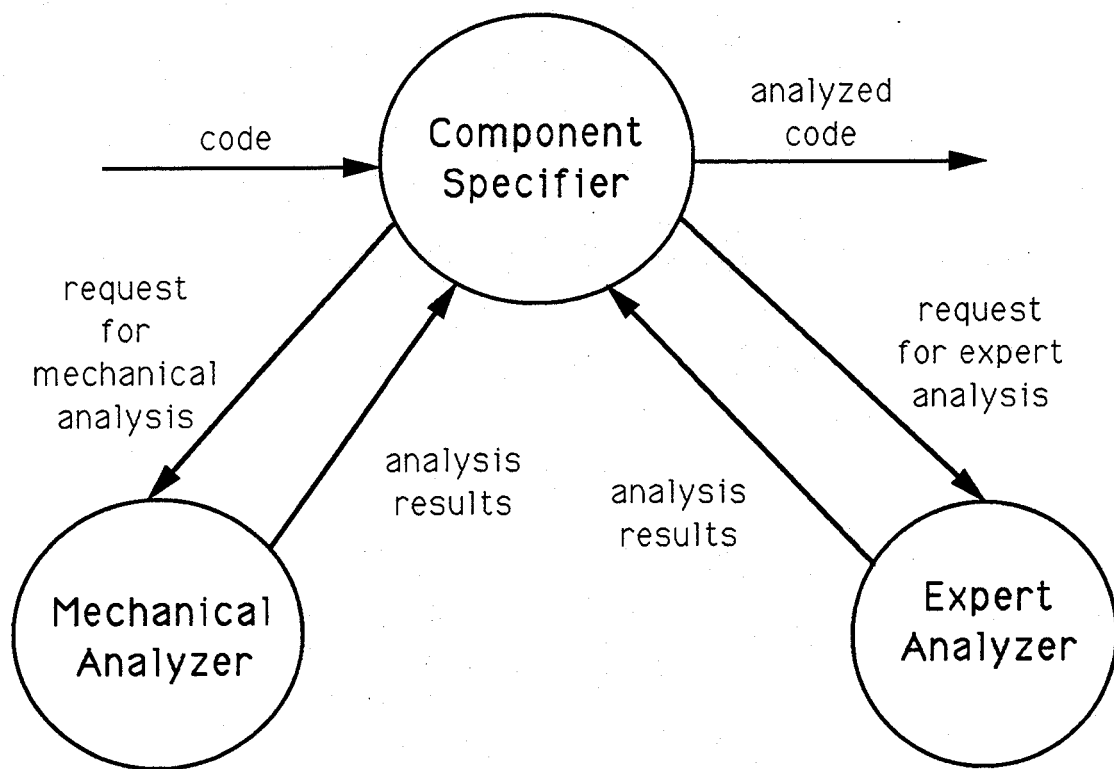 code
Component
Specifier
analyzed
code
request
for
mechanical
analysis
analysis
results
analysis
results
request
for expert
analysis
Mechanical
Analyzer
Expert
Analyzer